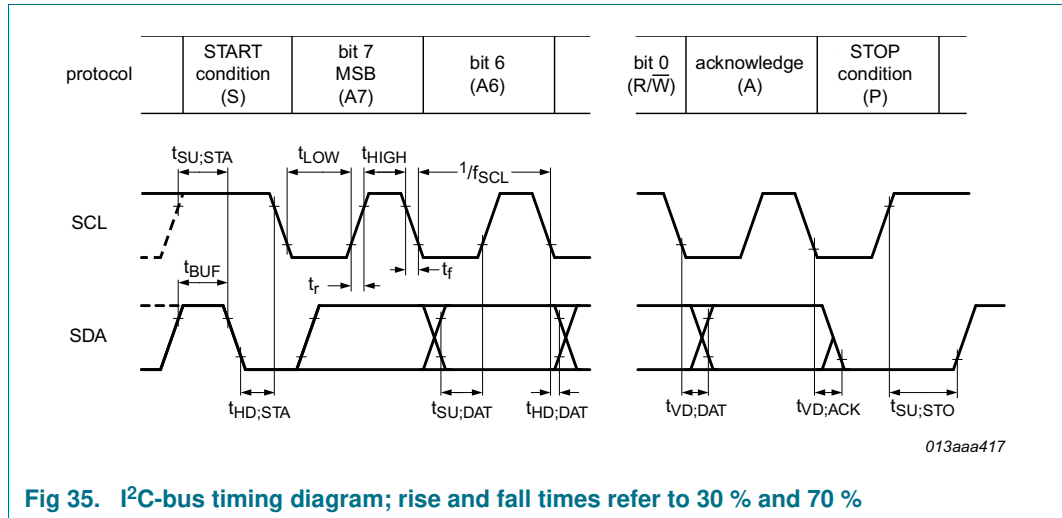 protocol
START
condition
(S)
bit 7
MSB
(A7)
bit 6
(A6)
bit 0
(R/W̅)
acknowledge
(A)
STOP
condition
(P)
tSU;STA
tLOW
tHIGH
1/fSCL
SCL
tBUF
tr
tf
SDA
tHD;STA
tSU;DAT
tHD;DAT
tVD;DAT
tVD;ACK
tSU;STO
013aaa417
Fig 35. I²C-bus timing diagram; rise and fall times refer to 30 % and 70 %